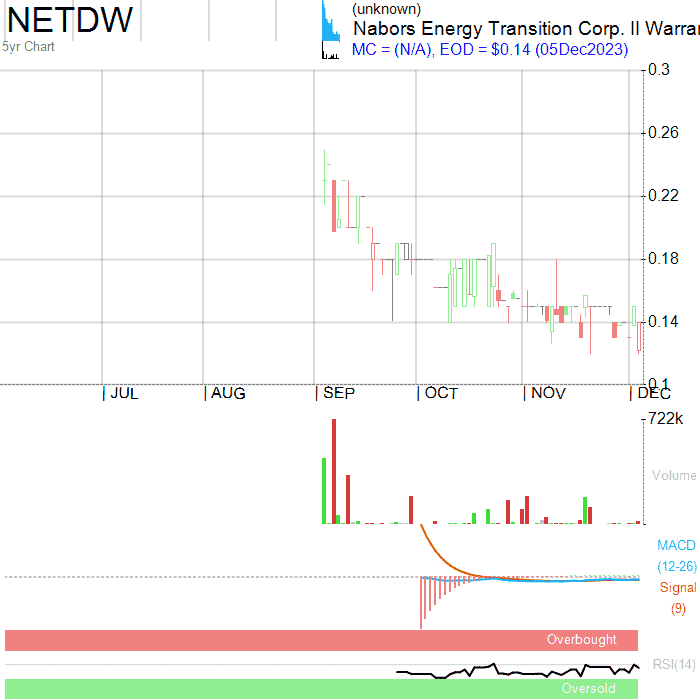 NETDW
5yr Chart
(unknown)
Nabors Energy Transition Corp. II Warra
MC = (N/A), EOD = $0.14 (05Dec2023)
0.3
0.26
0.22
0.18
0.14
0.1
JUL
AUG
SEP
OCT
NOV
DEC
722k
Volume
MACD
(12-26)
Signal
(9)
Overbought
RSI(14)
Oversold